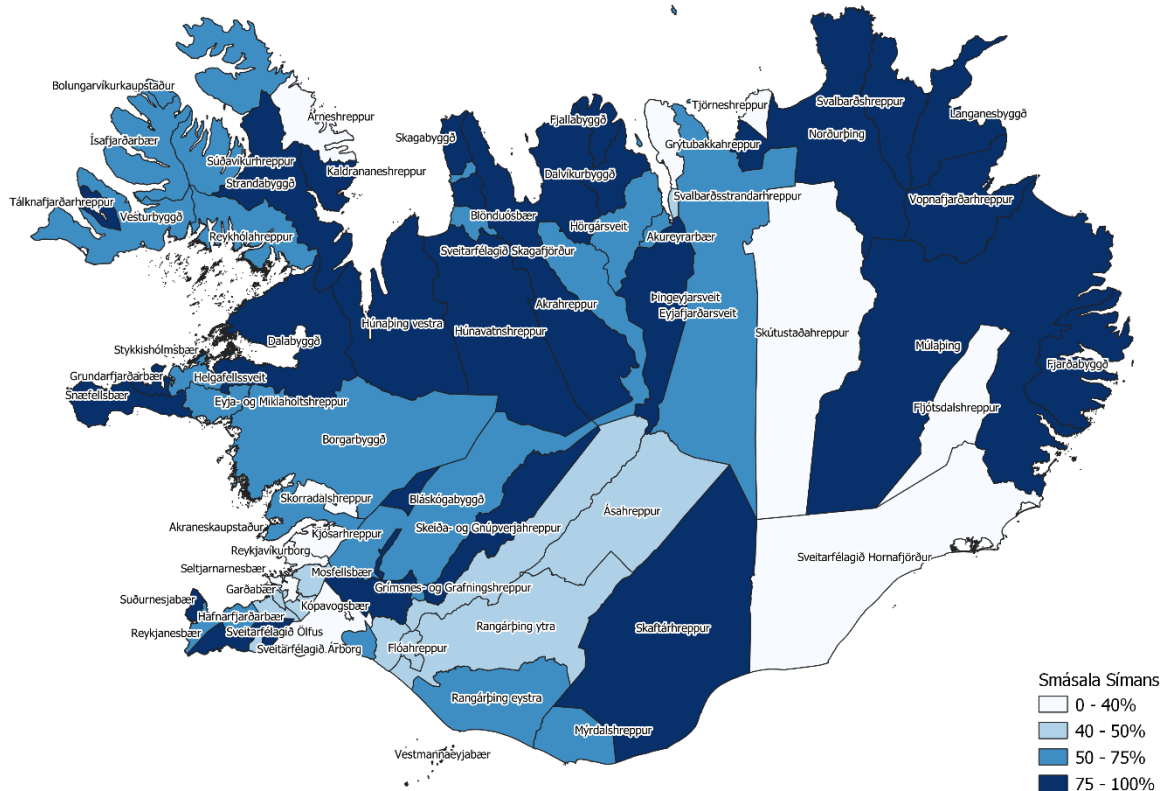 Bolungarvíkurkaupstaður
Árneshreppur
Tjörneshreppur
Svalbarðshreppur
Langanesbyggð
Skagabyggð
Fjallabyggð
Norðurþing
Ísafjarðarbær
Grýtubakkahreppur
Súðavíkurhreppur
Kaldrananeshreppur
Dalvíkurbyggð
Strandabyggð
Svalbarðsstrandarhreppur
Tálknafjarðarhreppur
Vesturbyggð
Vopnafjarðarhreppur
Blönduósbær
Hörgársveit
Reykhólahreppur
Akureyrarbær
Sveitarfélagið Skagafjörður
Þingeyjarsveit
Akrahreppur
Eyjafjarðarsveit
Húnaþing vestra
Húnavatnshreppur
Skútustaðahreppur
Dalabyggð
Múlaþing
Stykkishólmsbær
Fjarðabyggð
Grundarfjarðarbær
Helgafellssveit
Snæfellsbær
Eyja- og Miklaholtshreppur
Fljótsdalshreppur
Borgarbyggð
Skorradalshreppur
Bláskógabyggð
Ásahreppur
Akraneskaupstaður
Skeiða- og Gnúpverjahreppur
Kjósarhreppur
Reykjavíkurborg
Sveitarfélagið Hornafjörður
Seltjarnarnesbær
Mosfellsbær
Garðabær
Grímsnes- og Grafningshreppur
Suðurnesjabær
Kópavogsbær
Hafnarfjarðarbær
Rangárþing ytra
Skaftárhreppur
Reykjanesbær
Sveitarfélagið Ölfus
Sveitarfélagið Árborg
Flóahreppur
Rangárþing eystra
Mýrdalshreppur
Vestmannaeyjabær
Smásala Símans
0 - 40%
40 - 50%
50 - 75%
75 - 100%